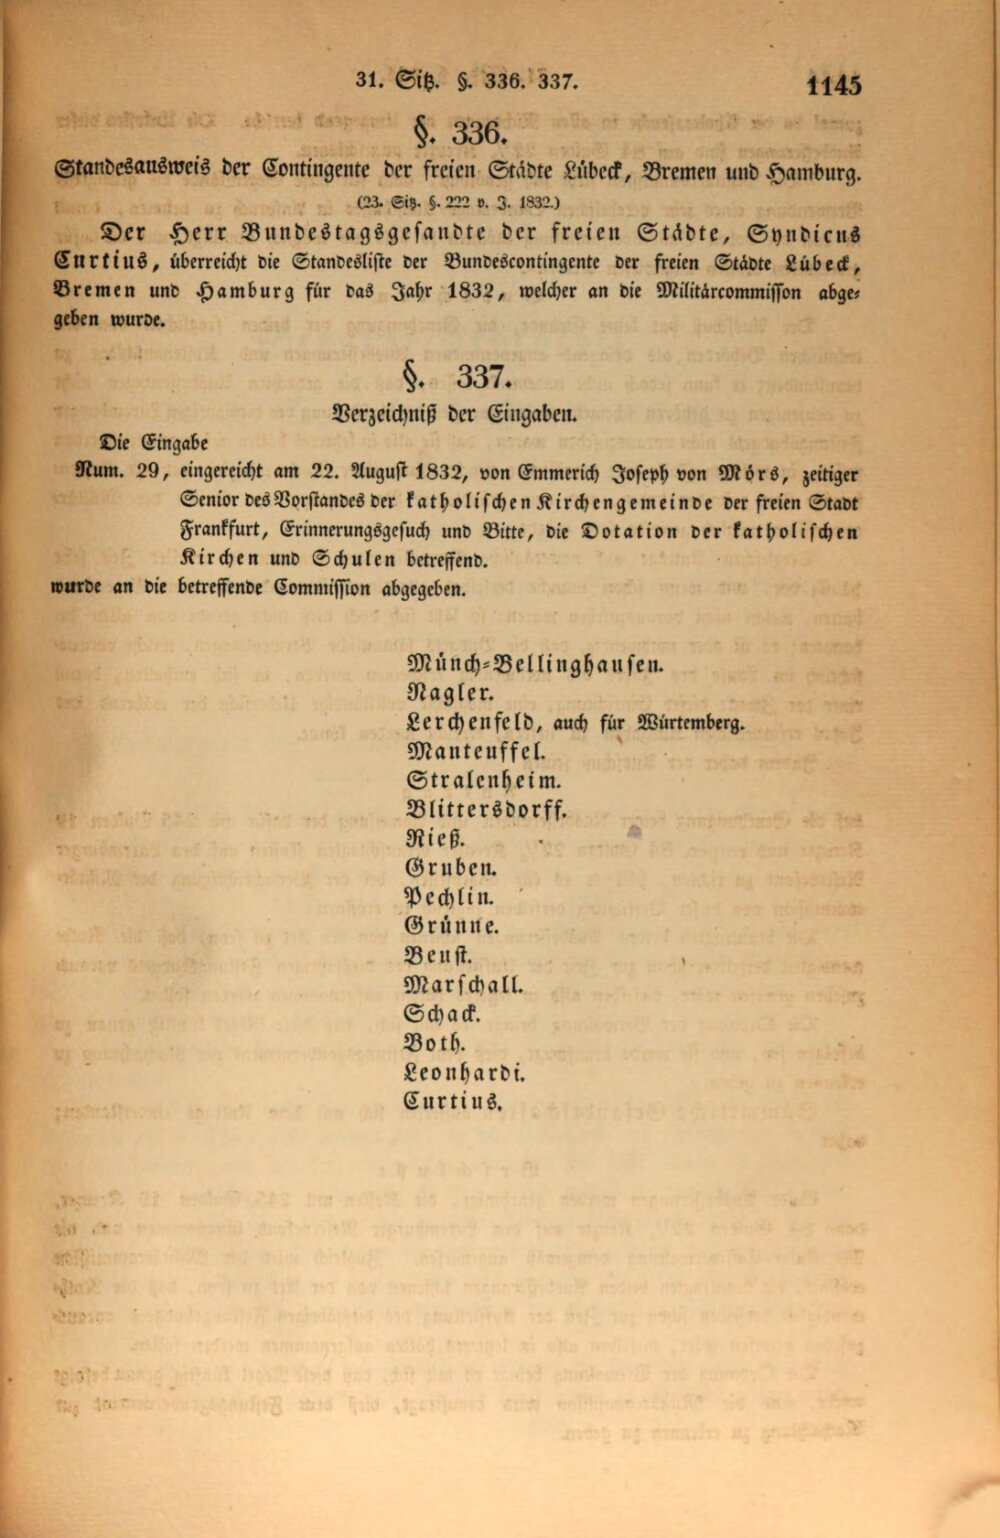 31. Sitz. §. 336. 337.
1145
§. 336.
Standesausweis der Contingente der freien Städte Lübeck, Bremen und Hamburg.
(23. Sitz. §. 222 v. J. 1832.)
Der Herr Bundestagsgesandte der freien Städte, Syndicus
Curtius, überreicht die Standesliste der Bundescontingente der freien Städte Lübeck,
Bremen und Hamburg für das Jahr 1832, welcher an die Militärcommisson abge-
geben wurde.
§. 337.
Verzeichniß der Eingaben.
Die Eingabe
Num. 29, eingereicht am 22. August 1832, von Emmerich Joseph von Mörs, zeitiger
Senior des Vorstandes der katholischen Kirchengemeinde der freien Stadt
Frankfurt, Erinnerungsgesuch und Bitte, die Dotation der katholischen
Kirchen und Schulen betreffend.
wurde an die betreffende Commission abgegeben.
Münch-Bellinghausen.
Nagler.
Lerchenfeld, auch für Würtemberg.
Manteuffel.
Stralenheim.
Blittersdorff.
Rieß.
Gruben.
Pechlin.
Grünne.
Beust.
Marschall.
Schack.
Both.
Leonhardi.
Curtius.